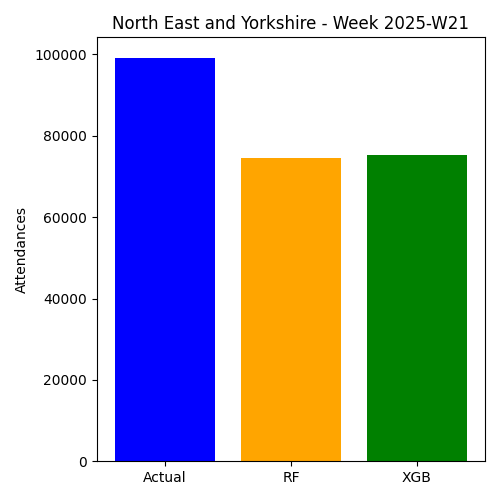 North East and Yorkshire - Week 2025-W21
Attendances
100000
80000
60000
40000
20000
0
Actual
RF
XGB